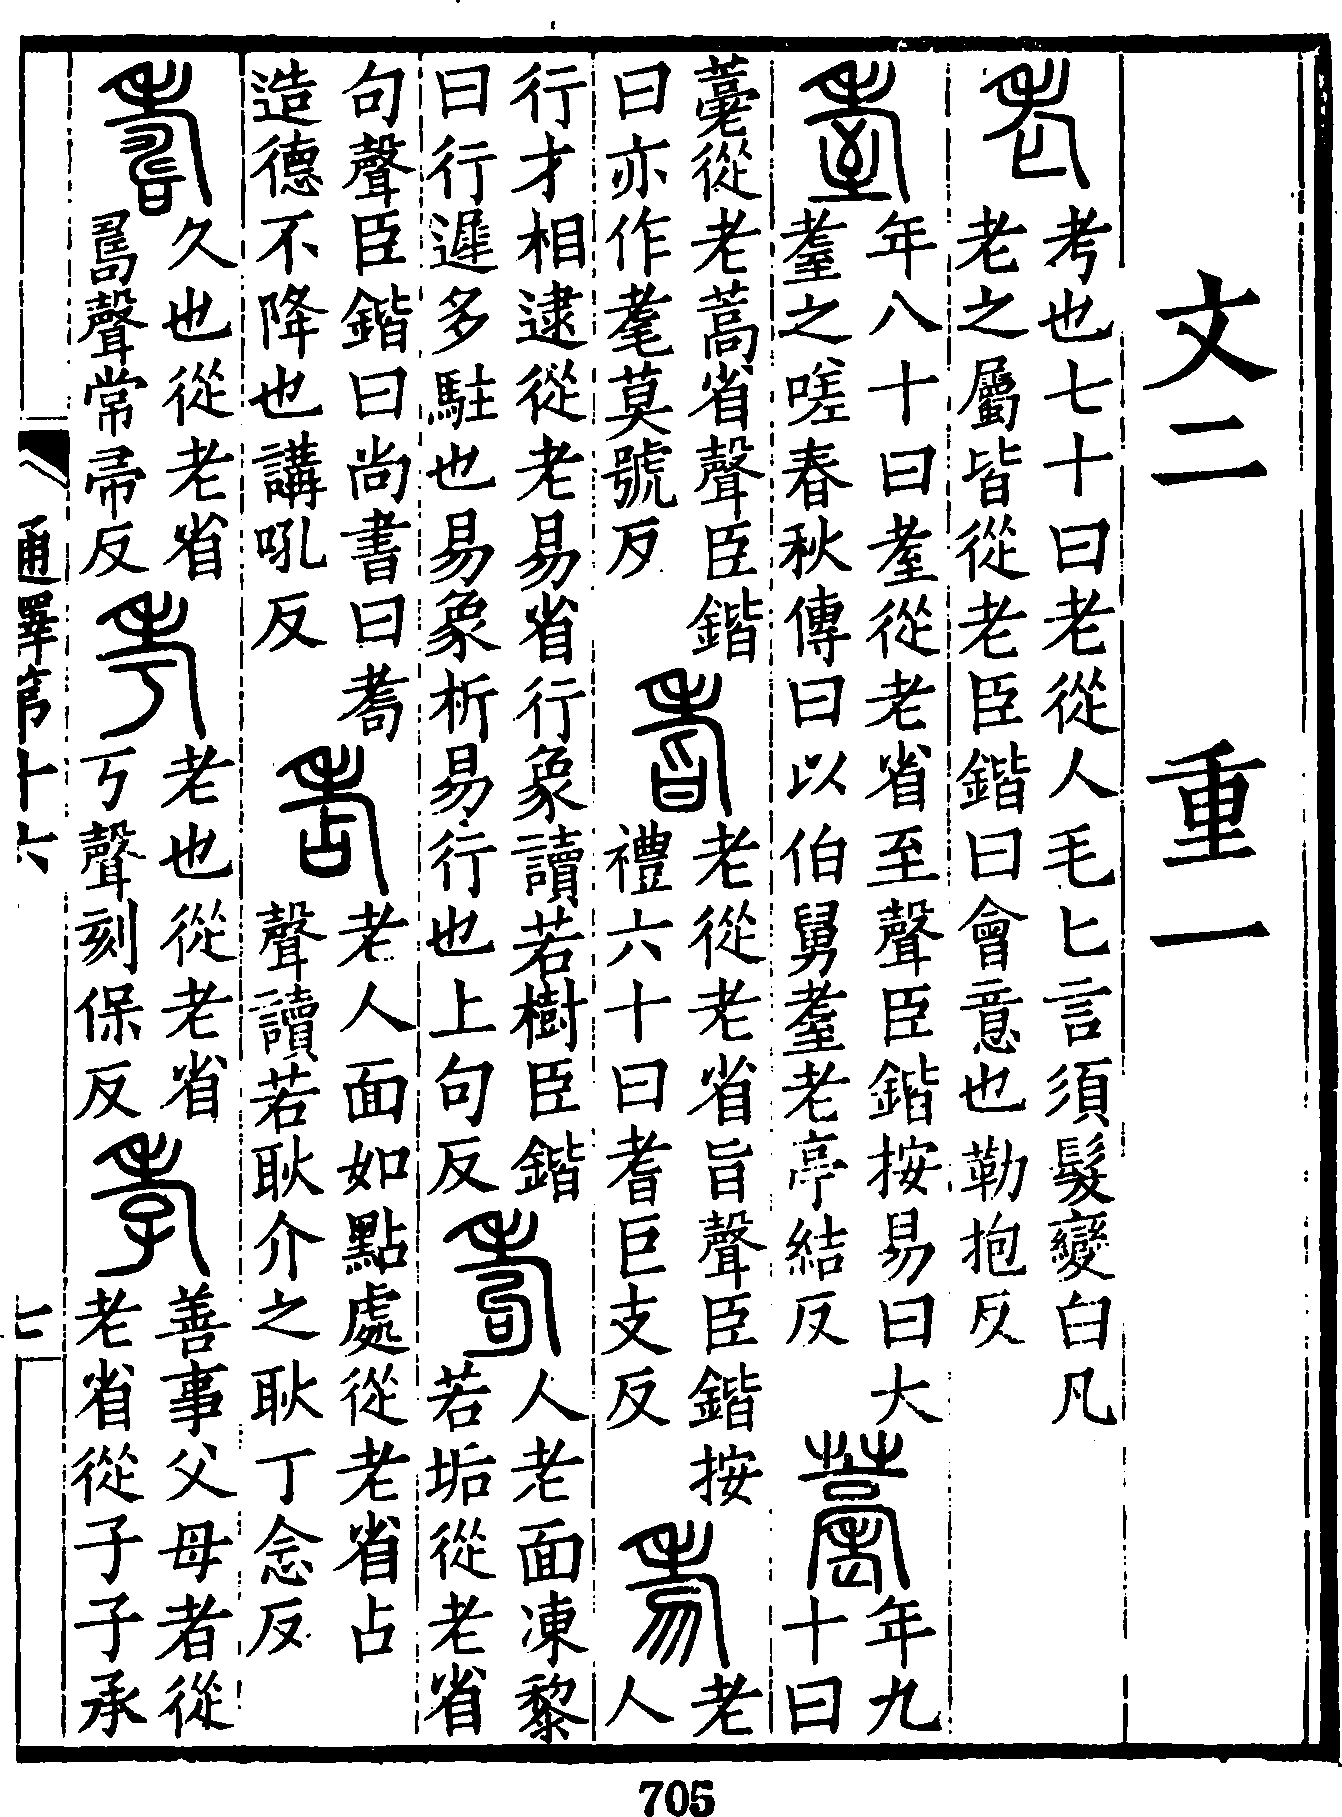 文二 重一
老 考也七十曰老從人毛匕言須髮變白凡
老之屬皆從老臣鍇曰會意也勒抱反
耋 年八十曰耋從老省至聲臣鍇按易曰大
耋之嗟春秋傳曰以伯舅耋老亭結反
𦽡 年九
十曰
𦽡從老蒿省聲臣鍇
曰亦作耄莫號反
耆 老從老省旨聲臣鍇按
禮六十曰耆巨支反
老
人
行才相逮從老易省行象讀若樹臣鍇
曰行遲多駐也易象析易行也上句反
耇 人老面凍黎
若垢從老省
句聲臣鍇曰尚書曰耇
造德不降也講吼反
老人面如點處從老省占
聲讀若耿介之耿丁念反
壽 久也從老省
𠷎聲常帚反
考 老也從老省
丂聲刻保反
孝 善事父母者從
老省從子子承
通釋第十六 七
705